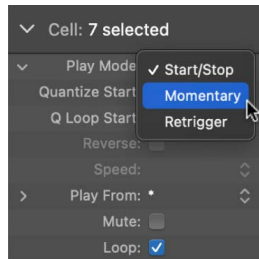 Cell: 7 selected
Play Mode
✓ Start/Stop
Quantize Start
Momentary
Q Loop Start
Retrigger
Reverse:
Speed:
Play From: *
Mute:
Loop: